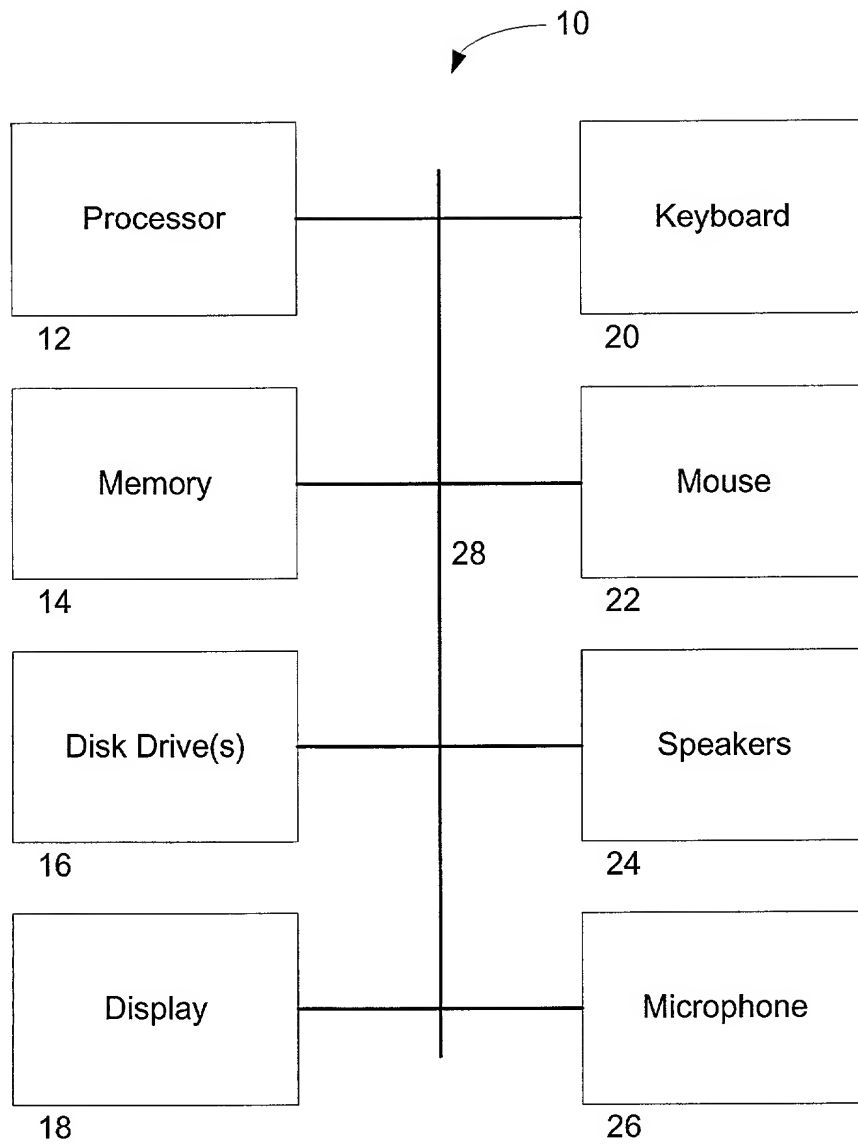 10
Processor
Keyboard
12
20
Memory
Mouse
28
14
22
Disk Drive(s)
Speakers
16
24
Display
Microphone
18
26